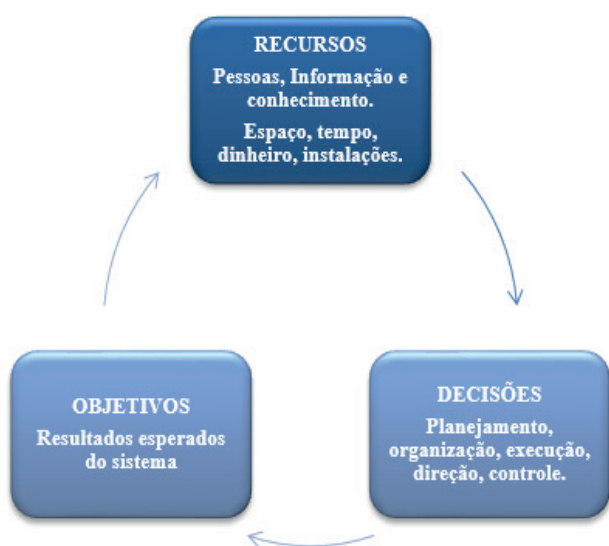 RECURSOS
Pessoas, Informação e
conhecimento.
Espaço, tempo,
dinheiro, instalações.
OBJETIVOS
Resultados esperados
do sistema
DECISÕES
Planejamento,
organização, execução,
direção, controle.